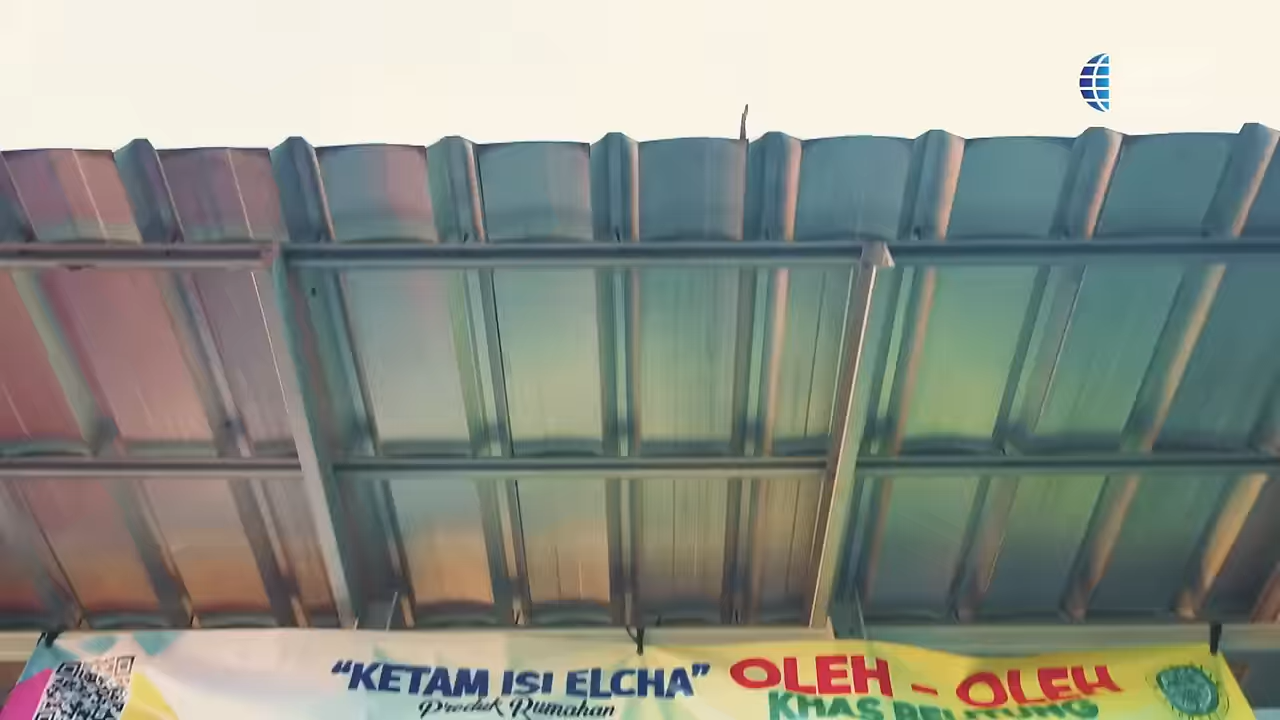 "KETAM ISI ELCHA"
Produk Rumahan
OLEH - OLEH
KHAS BELITUNG